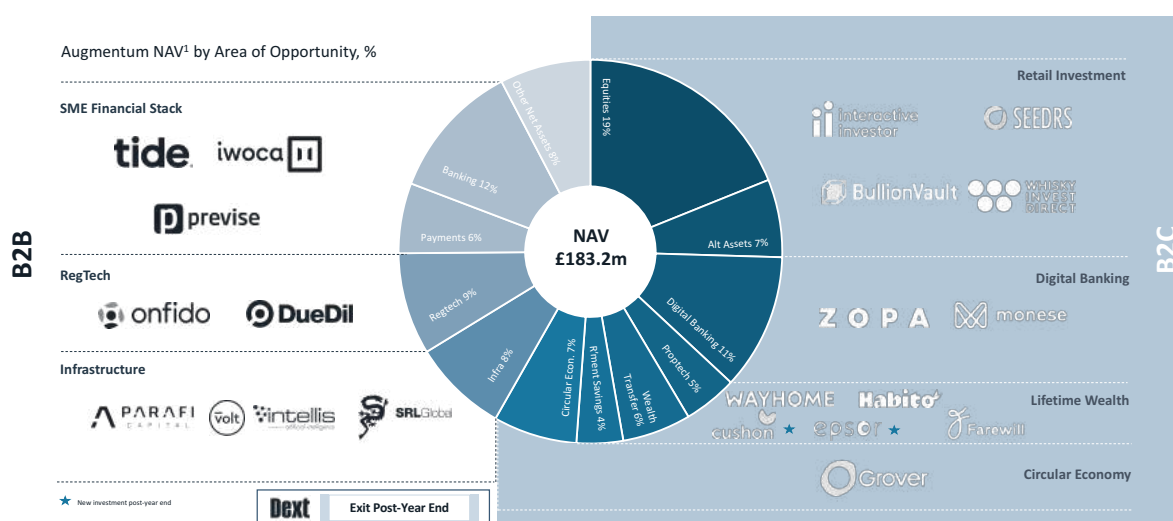 Augmentum NAV¹ by Area of Opportunity, %
B2B
SME Financial Stack
tide
iwoca
previse
RegTech
onfido
DueDil
Infrastructure
PARAFI
CAPITAL
volt
intellis
artificial intelligence
SRLGlobal
★ New investment post-year end
Dext
Exit Post-Year End
NAV
£183.2m
Equities 19%
Alt Assets 7%
Digital Banking 11%
Proptech 5%
Wealth
Transfer 6%
R'ment Savings 4%
Circular Econ. 7%
Infra 8%
Regtech 9%
Payments 6%
Banking 12%
Other Net Assets 8%
B2C
Retail Investment
interactive
investor
SEEDRS
BullionVault
WHISKY
INVEST
DIRECT
Digital Banking
ZOPA
monese
Lifetime Wealth
WAYHOME
Habito
cushon ★
epsor ★
Farewill
Circular Economy
Grover